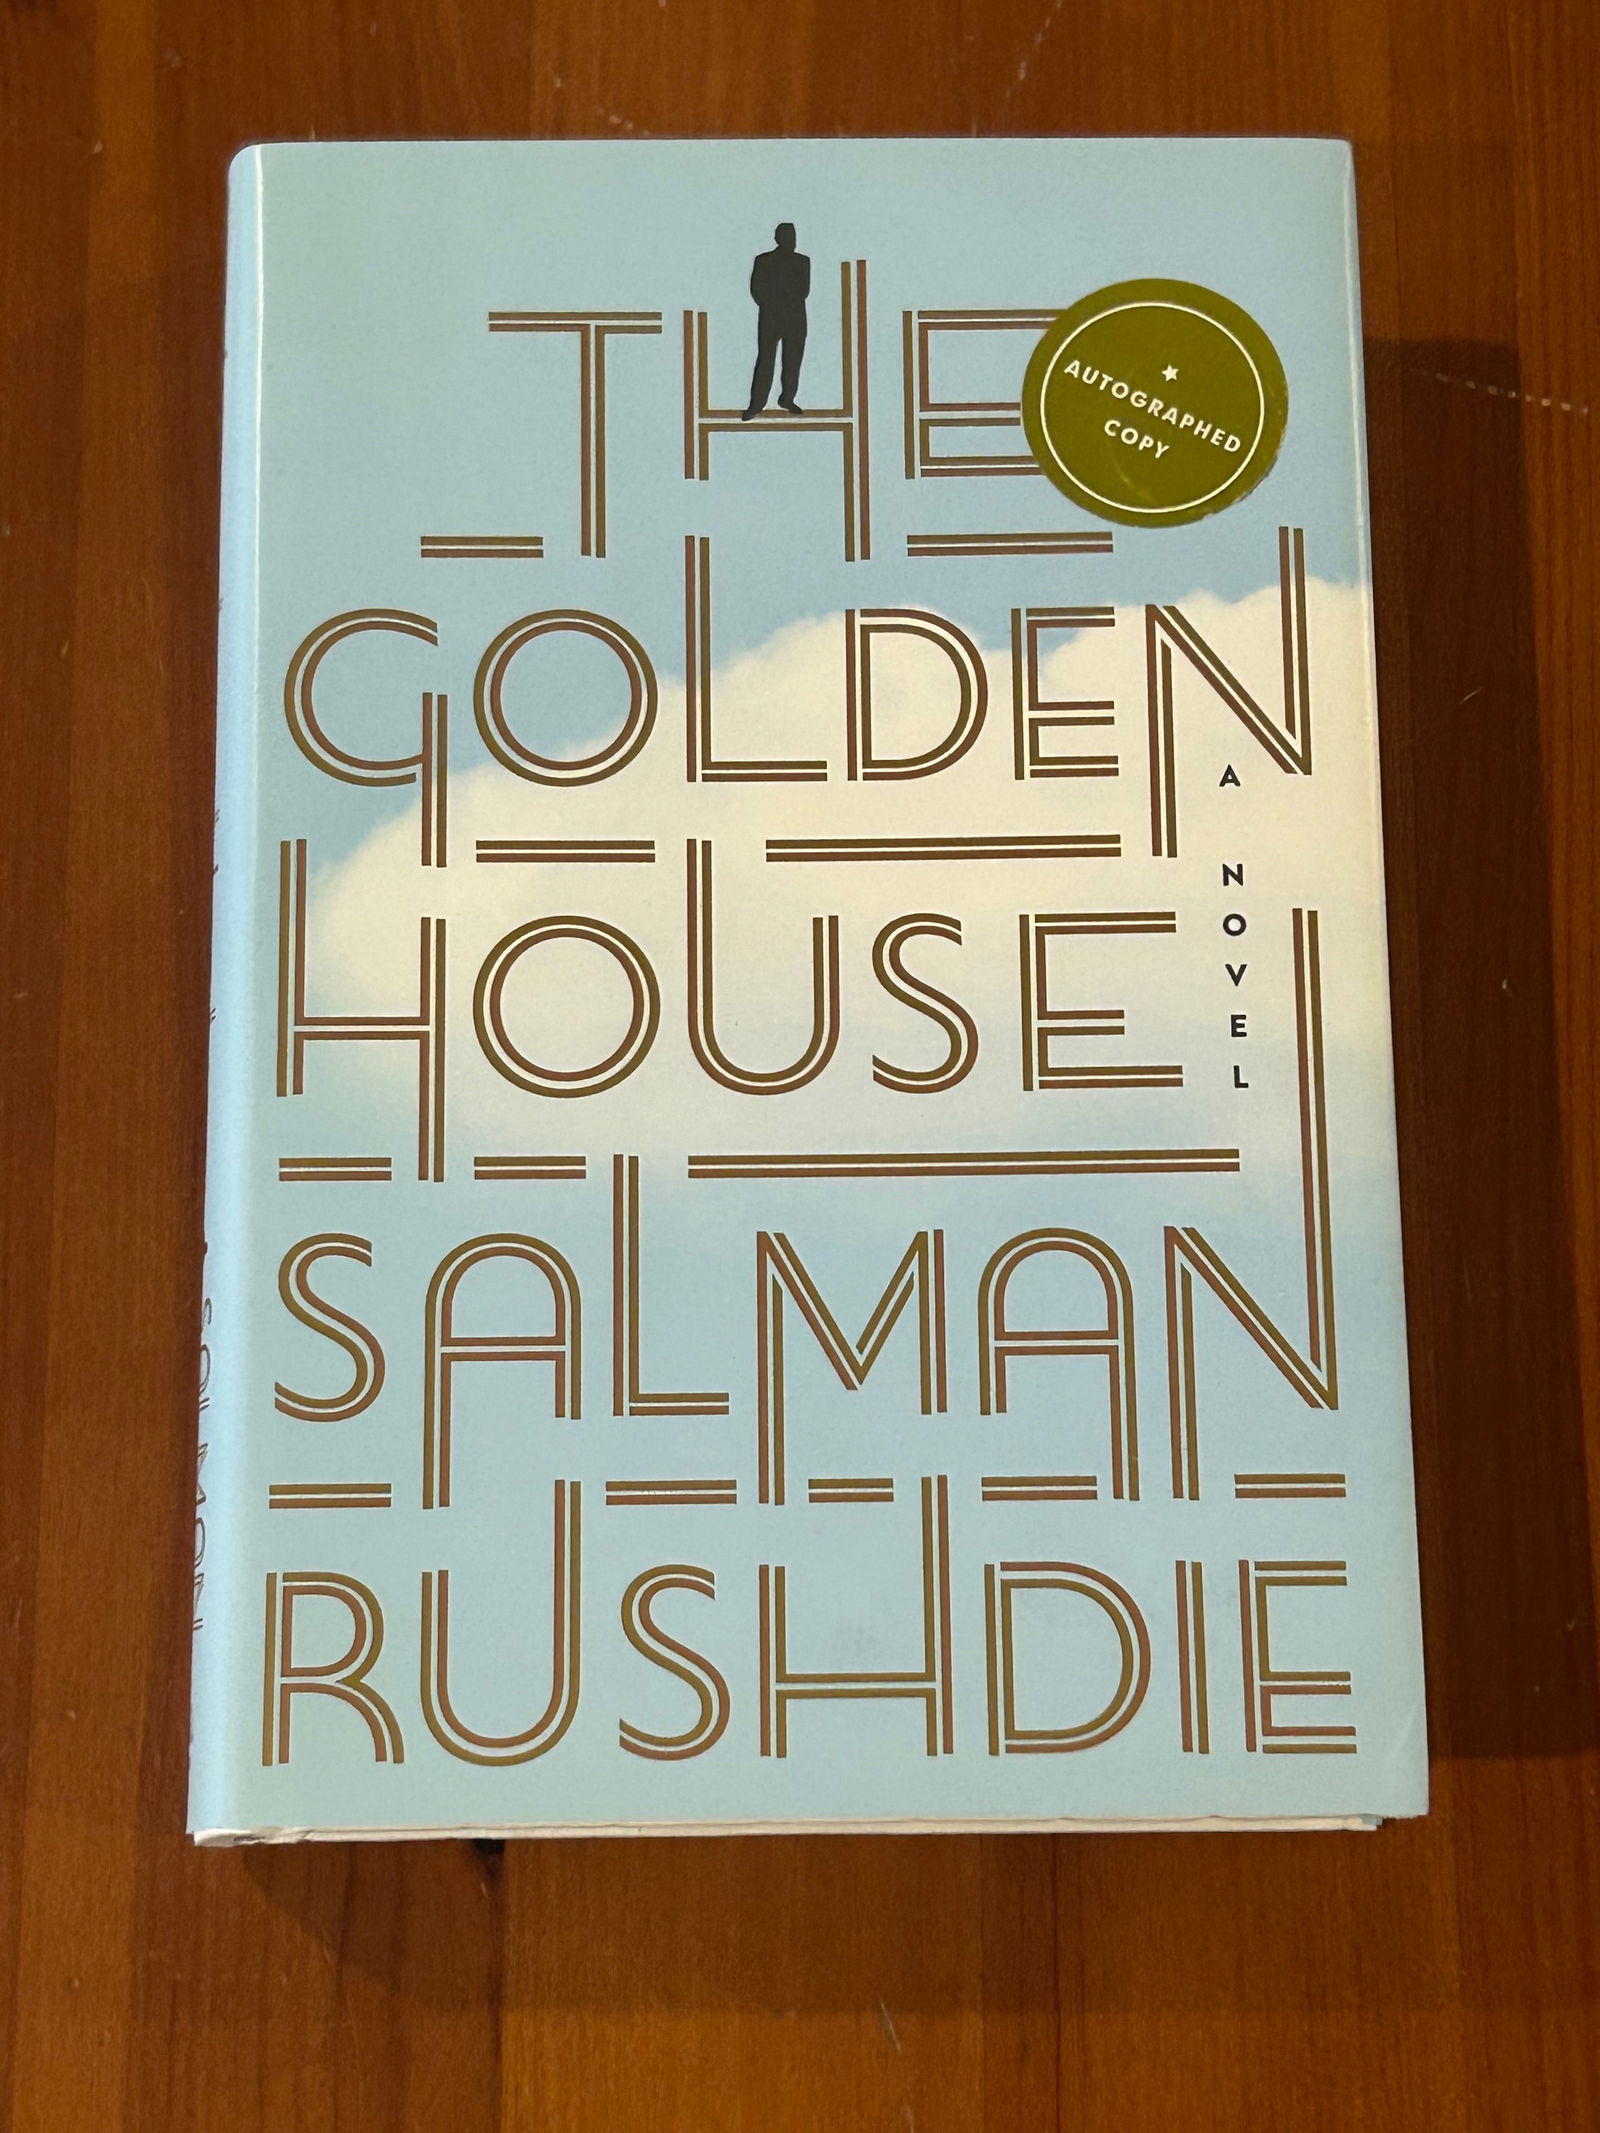 THE
AUTOGRAPHED
COPY
GOLDEN
HOUSE
A NOVEL
SALMAN
RUSHDIE